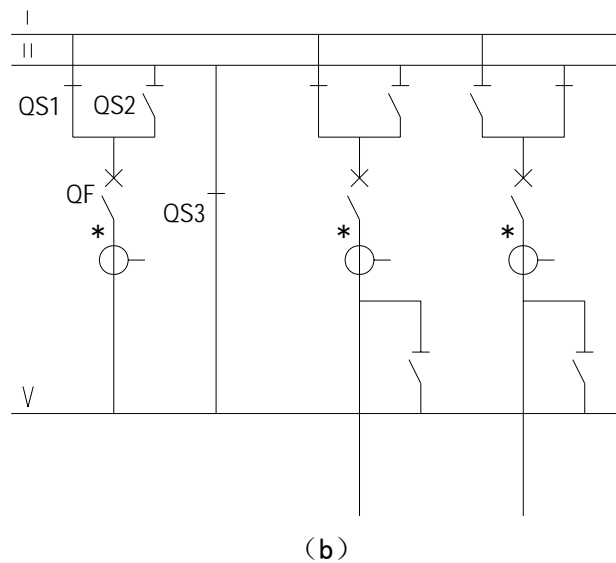 I
II
QS1
QS2
QF
QS3
*
*
*
V
（b）